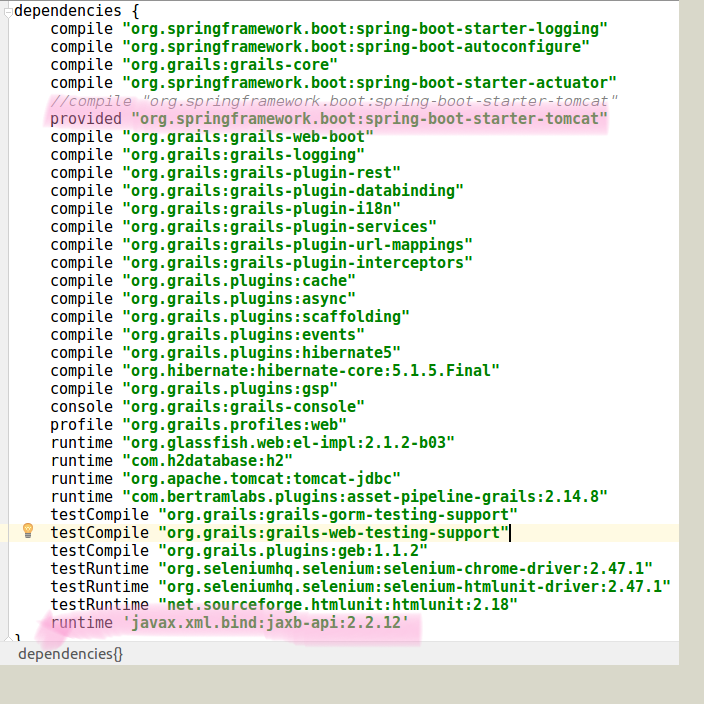 dependencies {
    compile "org.springframework.boot:spring-boot-starter-logging"
    compile "org.springframework.boot:spring-boot-autoconfigure"
    compile "org.grails:grails-core"
    compile "org.springframework.boot:spring-boot-starter-actuator"
    //compile "org.springframework.boot:spring-boot-starter-tomcat"
    provided "org.springframework.boot:spring-boot-starter-tomcat"
    compile "org.grails:grails-web-boot"
    compile "org.grails:grails-logging"
    compile "org.grails:grails-plugin-rest"
    compile "org.grails:grails-plugin-databinding"
    compile "org.grails:grails-plugin-i18n"
    compile "org.grails:grails-plugin-services"
    compile "org.grails:grails-plugin-url-mappings"
    compile "org.grails:grails-plugin-interceptors"
    compile "org.grails.plugins:cache"
    compile "org.grails.plugins:async"
    compile "org.grails.plugins:scaffolding"
    compile "org.grails.plugins:events"
    compile "org.grails.plugins:hibernate5"
    compile "org.hibernate:hibernate-core:5.1.5.Final"
    compile "org.grails.plugins:gsp"
    console "org.grails:grails-console"
    profile "org.grails.profiles:web"
    runtime "org.glassfish.web:el-impl:2.1.2-b03"
    runtime "com.h2database:h2"
    runtime "org.apache.tomcat:tomcat-jdbc"
    runtime "com.bertramlabs.plugins:asset-pipeline-grails:2.14.8"
    testCompile "org.grails:grails-gorm-testing-support"
    testCompile "org.grails:grails-web-testing-support"
    testCompile "org.grails.plugins:geb:1.1.2"
    testRuntime "org.seleniumhq.selenium:selenium-chrome-driver:2.47.1"
    testRuntime "org.seleniumhq.selenium:selenium-htmlunit-driver:2.47.1"
    testRuntime "net.sourceforge.htmlunit:htmlunit:2.18"
    runtime 'javax.xml.bind:jaxb-api:2.2.12'
}
dependencies{}